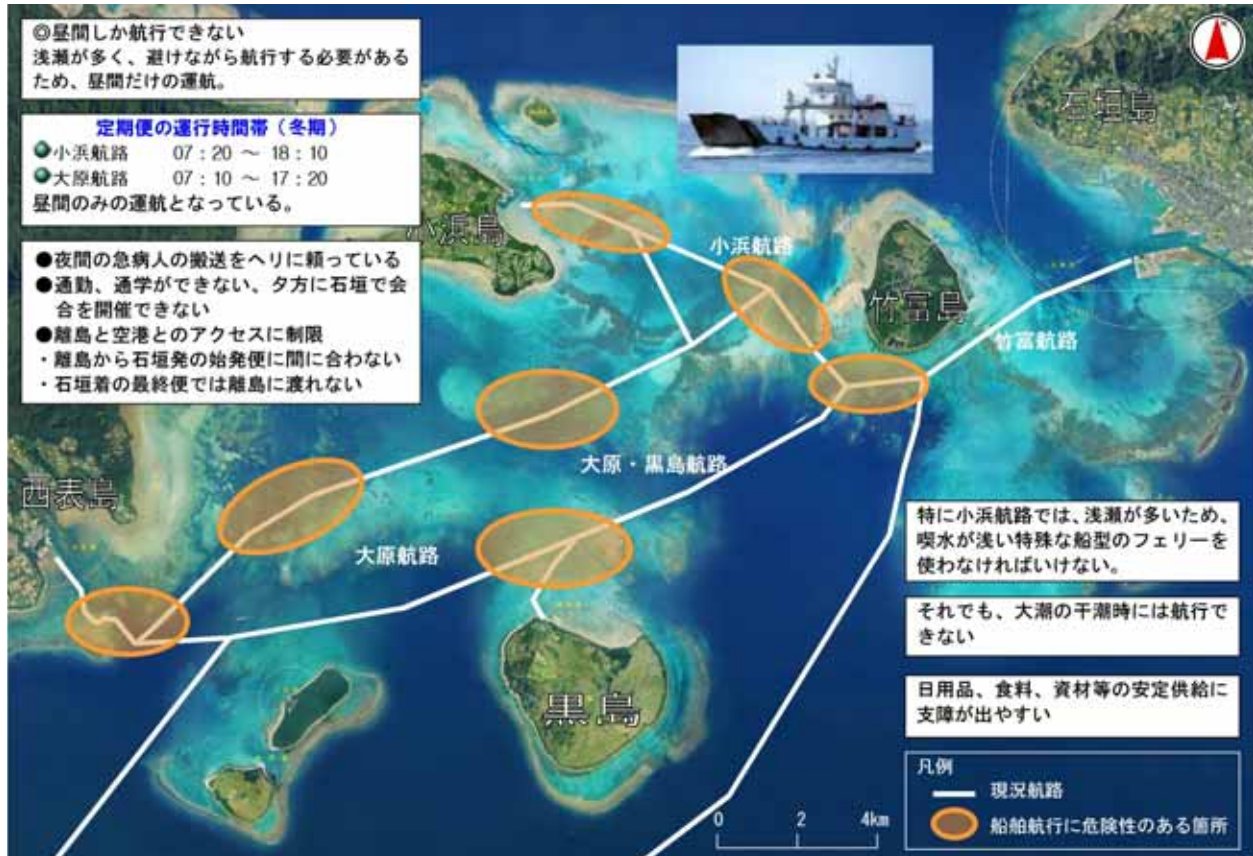 ◎昼間しか航行できない
浅瀬が多く、避けながら航行する必要がある
ため、昼間だけの運航。
定期便の運行時間帯(冬期)
小浜航路 07:20 ~ 18:10
大原航路 07:10 ~ 17:20
昼間のみの運航となっている。
●夜間の急病人の搬送をヘリに頼っている
●通勤、通学ができない、夕方に石垣で会
合を開催できない
●離島と空港とのアクセスに制限
・離島から石垣発の始発便に間に合わない
・石垣着の最終便では離島に渡れない
石垣島
小浜島
小浜航路
竹富島
竹富航路
大原・黒島航路
西表島
大原航路
黒島
特に小浜航路では、浅瀬が多いため、
喫水が浅い特殊な船型のフェリーを
使わなければいけない。
それでも、大潮の干潮時には航行で
きない
日用品、食料、資材等の安定供給に
支障が出やすい
凡例
現況航路
船舶航行に危険性のある箇所
0 2 4km